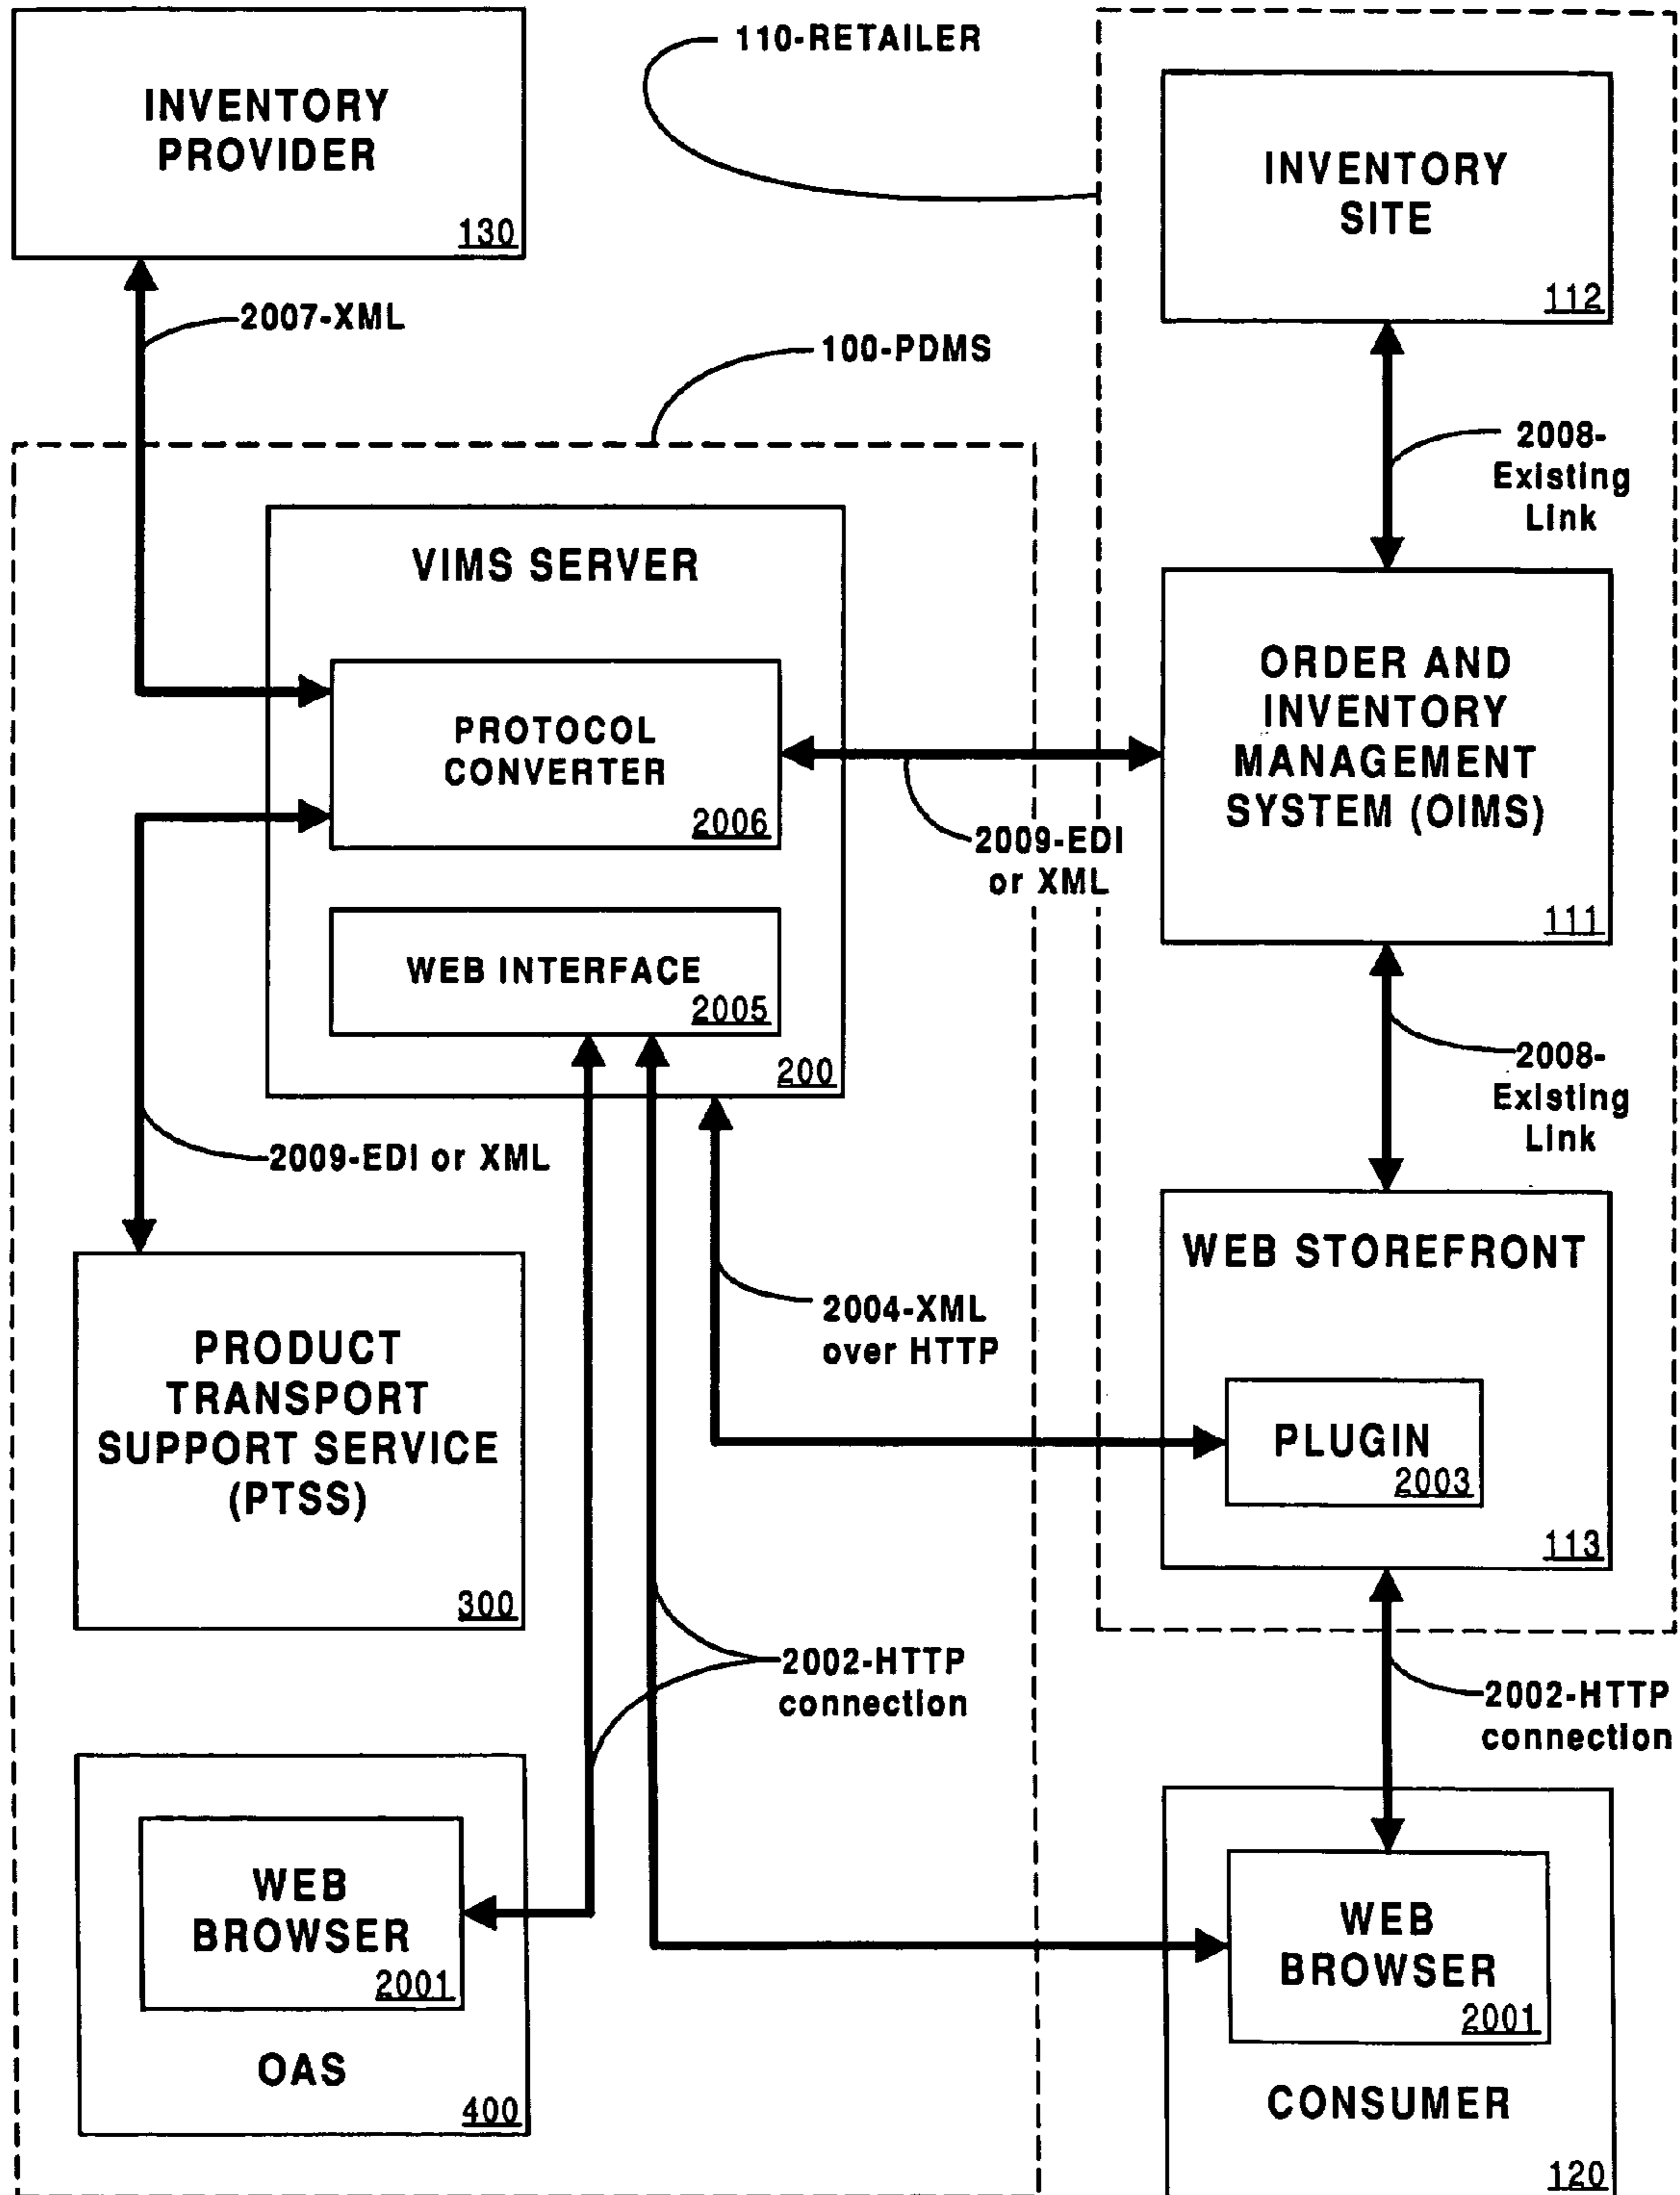 110-RETAILER
INVENTORY
PROVIDER
130
INVENTORY
SITE
112
2007-XML
100-PDMS
2008-
Existing
Link
VIMS SERVER
PROTOCOL
CONVERTER
2006
2009-EDI
or XML
ORDER AND
INVENTORY
MANAGEMENT
SYSTEM (OIMS)
111
WEB INTERFACE
2005
200
2008-
Existing
Link
2009-EDI or XML
PRODUCT
TRANSPORT
SUPPORT SERVICE
(PTSS)
300
2004-XML
over HTTP
WEB STOREFRONT
PLUGIN
2003
113
2002-HTTP
connection
2002-HTTP
connection
WEB
BROWSER
2001
OAS
400
WEB
BROWSER
2001
CONSUMER
120